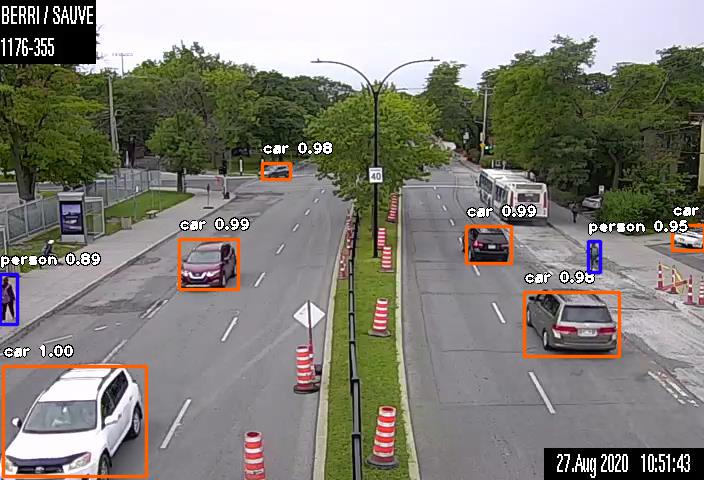 BERRI / SAUVE
1176-355
car 0.98
40
car 0.99
car 0.99
car
person 0.95
person 0.89
car 0.98
car 1.00
27.Aug 2020 10:51:43